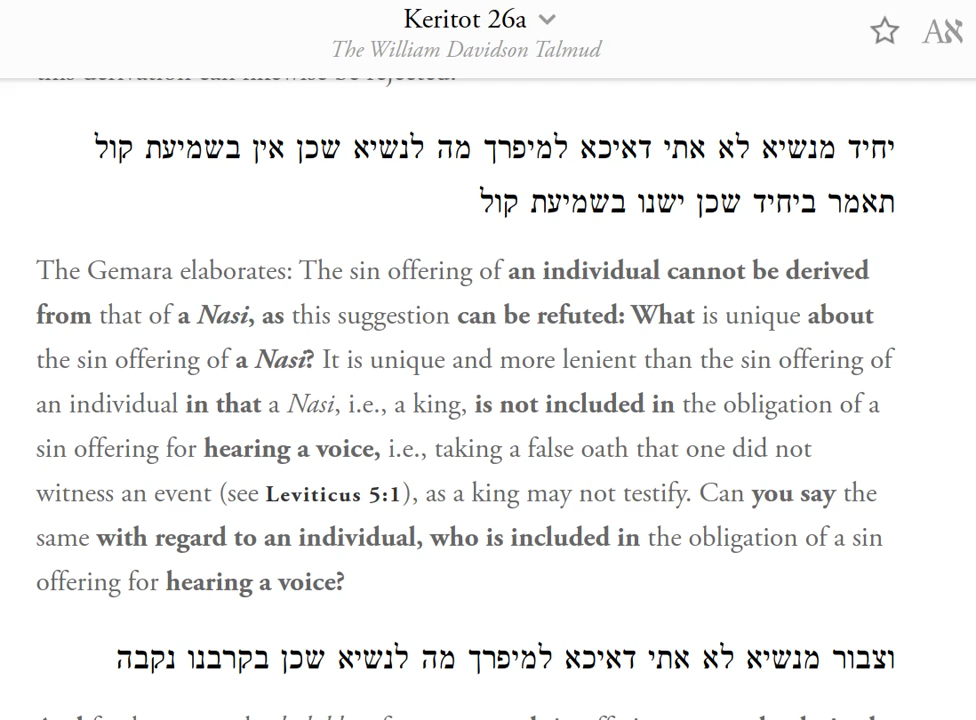 Keritot 26a
The William Davidson Talmud
Aא
this derivation can likewise be rejected.
יחיד מנשיא לא אתי דאיכא למיפרך מה לנשיא שכן אין בשמיעת קול
תאמר ביחיד שכן ישנו בשמיעת קול
The Gemara elaborates: The sin offering of an individual cannot be derived
from that of a Nasi, as this suggestion can be refuted: What is unique about
the sin offering of a Nasi? It is unique and more lenient than the sin offering of
an individual in that a Nasi, i.e., a king, is not included in the obligation of a
sin offering for hearing a voice, i.e., taking a false oath that one did not
witness an event (see Leviticus 5:1), as a king may not testify. Can you say the
same with regard to an individual, who is included in the obligation of a sin
offering for hearing a voice?
וצבור מנשיא לא אתי דאיכא למיפרך מה לנשיא שכן בקרבנו נקבה